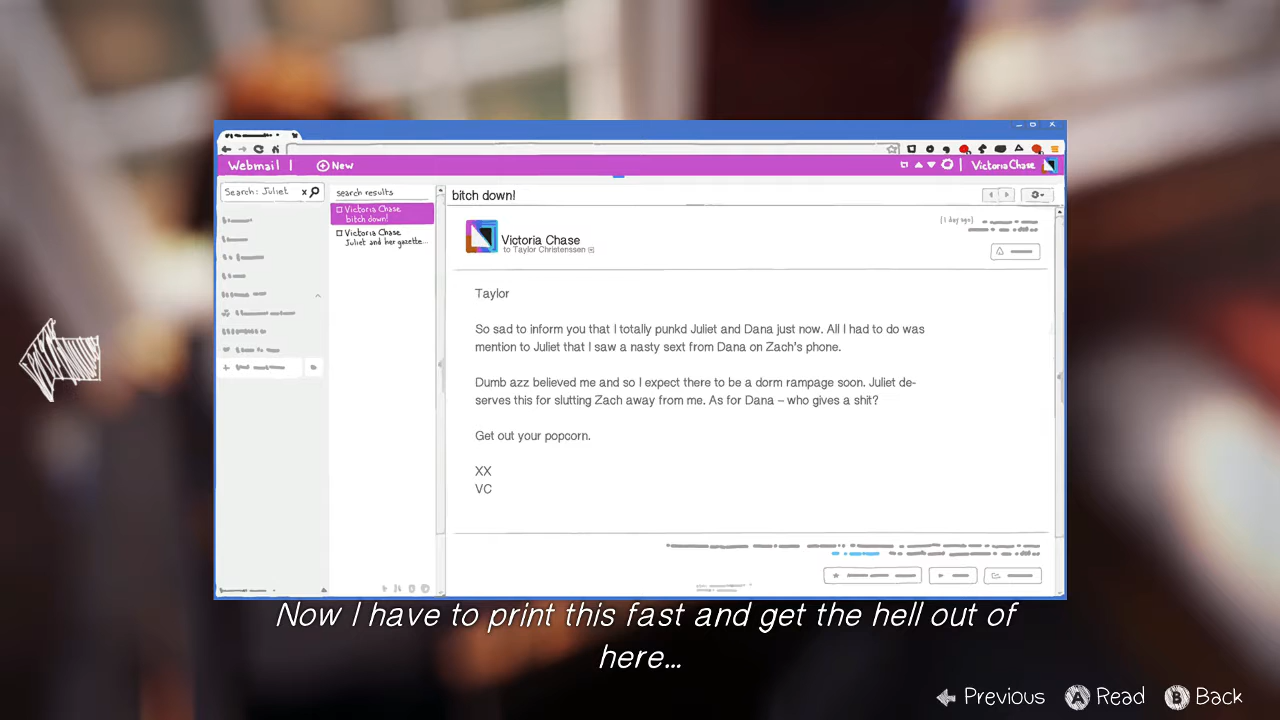 Webmail
New
Victoria Chase
Search: Juliet
x
search results
bitch down!
Victoria Chase
bitch down!
Victoria Chase
Juliet and her gazette...
[1 day ago]
Victoria Chase
to Taylor Christenssen
Taylor
So sad to inform you that I totally punkd Juliet and Dana just now. All I had to do was
mention to Juliet that I saw a nasty sext from Dana on Zach's phone.
Dumb azz believed me and so I expect there to be a dorm rampage soon. Juliet de-
serves this for slutting Zach away from me. As for Dana – who gives a shit?
Get out your popcorn.
XX
VC
Now I have to print this fast and get the hell out of
here...
Previous
A Read
B Back